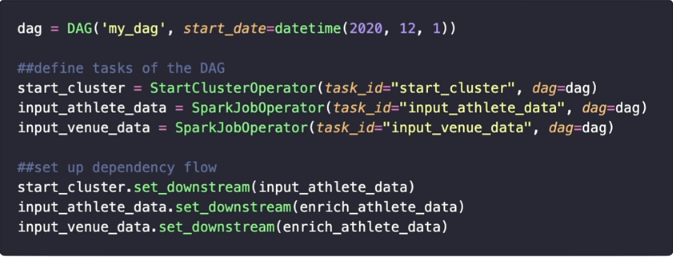 dag = DAG('my_dag', start_date=datetime(2020, 12, 1))
##define tasks of the DAG
start_cluster = StartClusterOperator(task_id="start_cluster", dag=dag)
input_athlete_data = SparkJobOperator(task_id="input_athlete_data", dag=dag)
input_venue_data = SparkJobOperator(task_id="input_venue_data", dag=dag)
##set up dependency flow
start_cluster.set_downstream(input_athlete_data)
input_athlete_data.set_downstream(enrich_athlete_data)
input_venue_data.set_downstream(enrich_athlete_data)